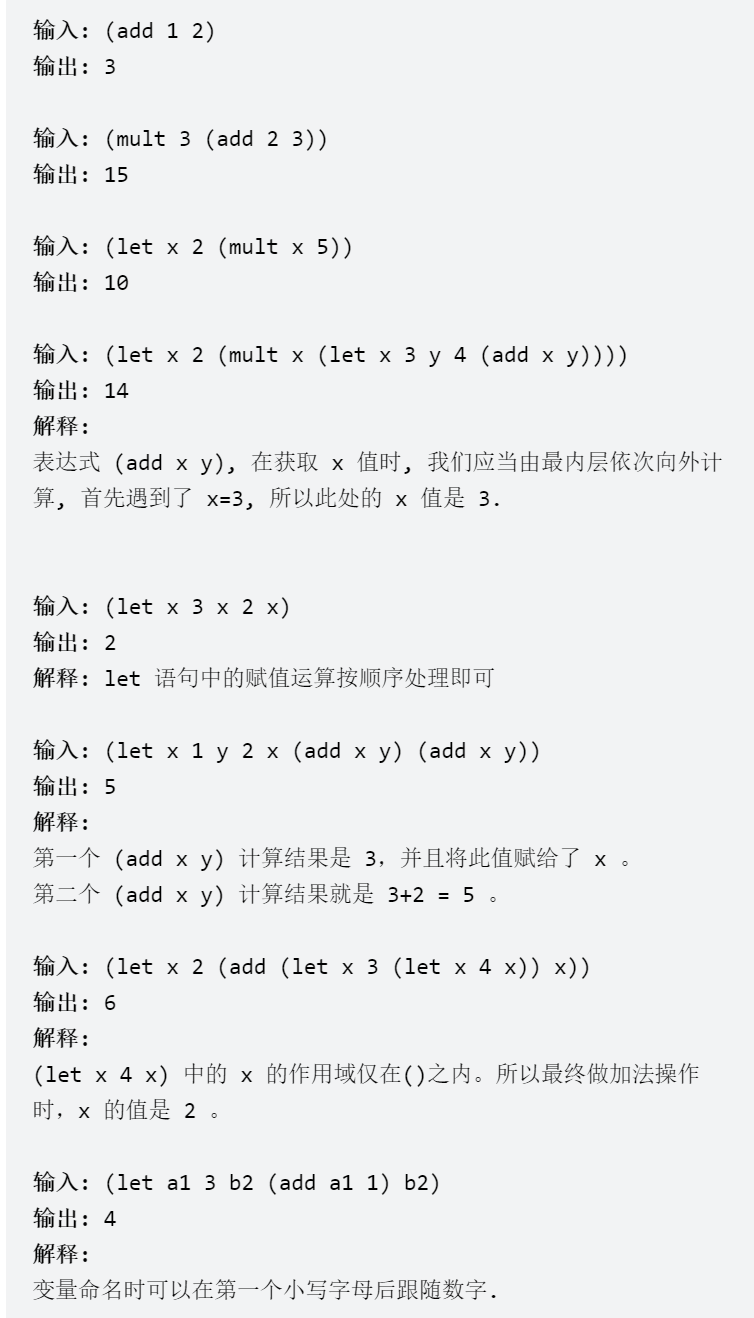 输入: (add 1 2)
输出: 3
输入: (mult 3 (add 2 3))
输出: 15
输入: (let x 2 (mult x 5))
输出: 10
输入: (let x 2 (mult x (let x 3 y 4 (add x y))))
输出: 14
解释:
表达式 (add x y), 在获取 x 值时, 我们应当由最内层依次向外计
算, 首先遇到了 x=3, 所以此处的 x 值是 3.
输入: (let x 3 x 2 x)
输出: 2
解释: let 语句中的赋值运算按顺序处理即可
输入: (let x 1 y 2 x (add x y) (add x y))
输出: 5
解释:
第一个 (add x y) 计算结果是 3，并且将此值赋给了 x 。
第二个 (add x y) 计算结果就是 3+2 = 5 。
输入: (let x 2 (add (let x 3 (let x 4 x)) x))
输出: 6
解释:
(let x 4 x) 中的 x 的作用域仅在()之内。所以最终做加法操作
时，x 的值是 2 。
输入: (let a1 3 b2 (add a1 1) b2)
输出: 4
解释:
变量命名时可以在第一个小写字母后跟随数字.